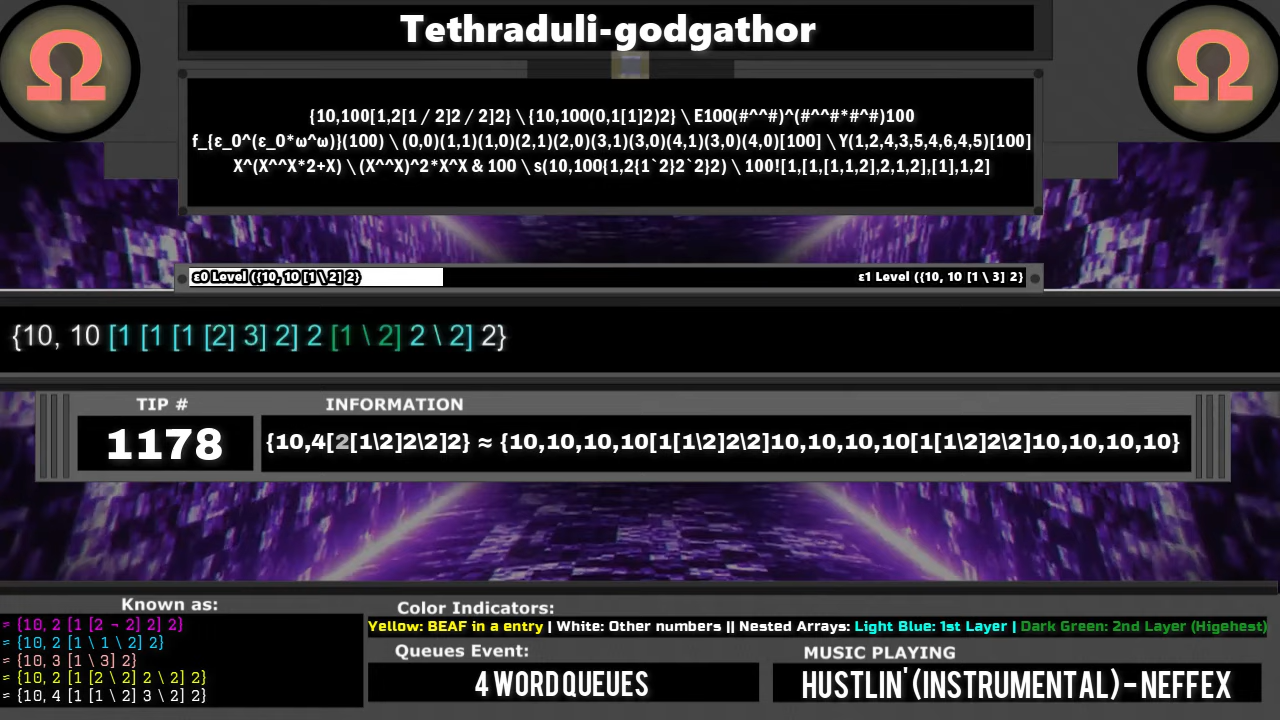 Ω
Tethraduli-godgathor
Ω
{10,100[1,2[1 / 2]2 / 2]2} \ {10,100(0,1[1]2)2} \ E100(#^^#)^(#^^#*#^#)100
f_{ε_0^(ε_0*ω^ω)}(100) \ (0,0)(1,1)(1,0)(2,1)(2,0)(3,1)(3,0)(4,1)(3,0)(4,0)[100] \ Y(1,2,4,3,5,4,6,4,5)[100]
X^(X^^X*2+X) \ (X^^X)^2*X^X & 100 \ s(10,100{1,2{1`2}2`2}2) \ 100![1,[1,[1,1,2],2,1,2],[1],1,2]
ε0 Level ({10, 10 [1 \ 2] 2}
ε1 Level ({10, 10 [1 \ 3] 2}
{10, 10 [1 [1 [1 [2] 3] 2] 2 [1 \ 2] 2 \ 2] 2}
TIP #
INFORMATION
1178
{10,4[2[1\2]2\2]2} ≈ {10,10,10,10[1[1\2]2\2]10,10,10,10[1[1\2]2\2]10,10,10,10}
Known as:
= {10, 2 [1 [2 ¬ 2] 2] 2}
= {10, 2 [1 \ 1 \ 2] 2}
= {10, 3 [1 \ 3] 2}
= {10, 2 [1 [2 \ 2] 2 \ 2] 2}
= {10, 4 [1 [1 \ 2] 3 \ 2] 2}
Color Indicators:
Yellow: BEAF in a entry | White: Other numbers || Nested Arrays: Light Blue: 1st Layer | Dark Green: 2nd Layer (Higehest)
Queues Event:
4 WORD QUEUES
MUSIC PLAYING
HUSTLIN' (INSTRUMENTAL) - NEFFEX